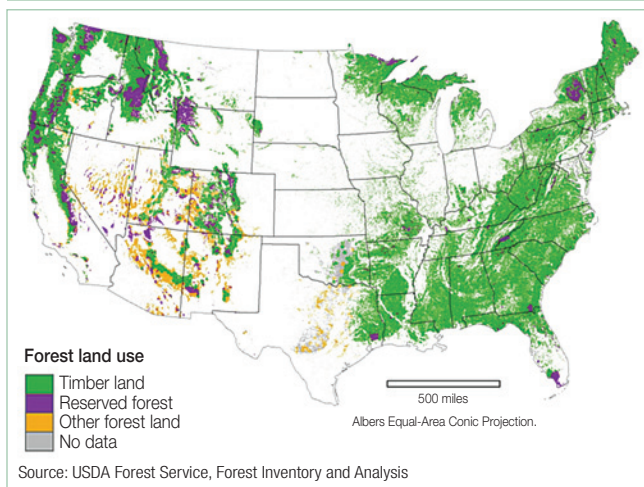 Forest land use
Timber land
Reserved forest
Other forest land
No data
500 miles
Albers Equal-Area Conic Projection.
Source: USDA Forest Service, Forest Inventory and Analysis